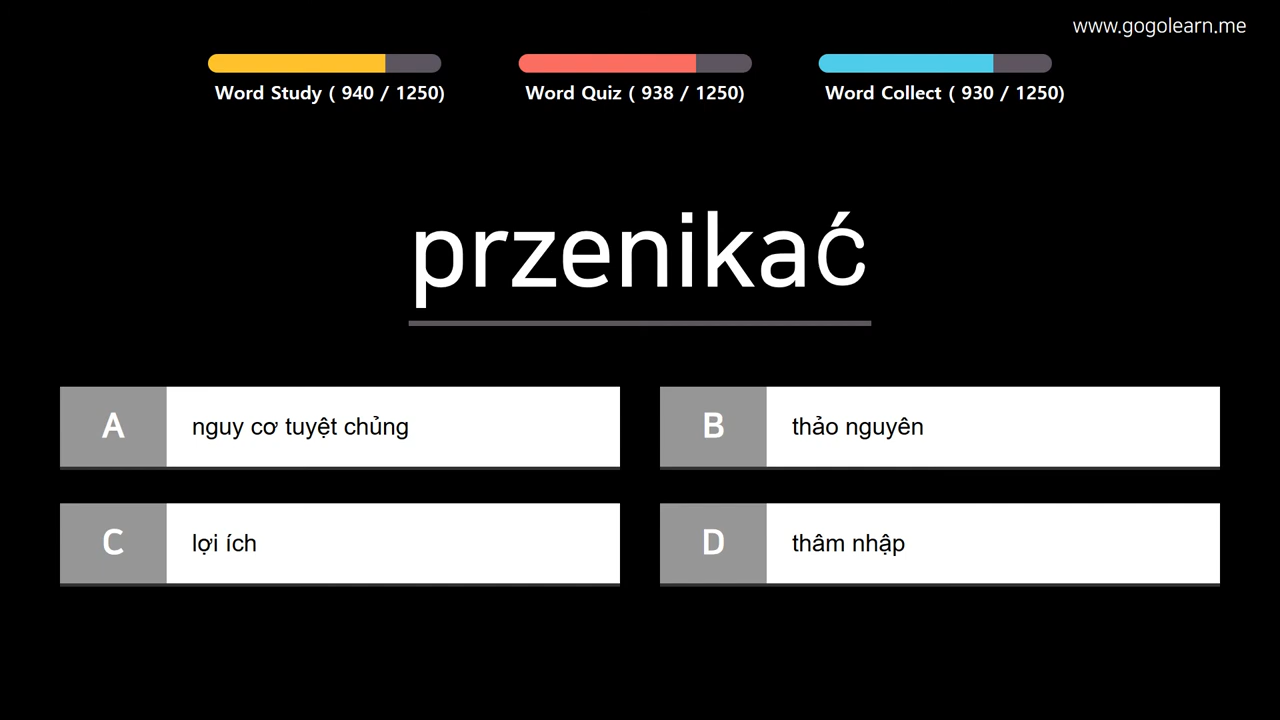 www.gogolearn.me
Word Study ( 940 / 1250)
Word Quiz ( 938 / 1250)
Word Collect ( 930 / 1250)
przenikać
A
nguy cơ tuyệt chủng
B
thảo nguyên
C
lợi ích
D
thâm nhập